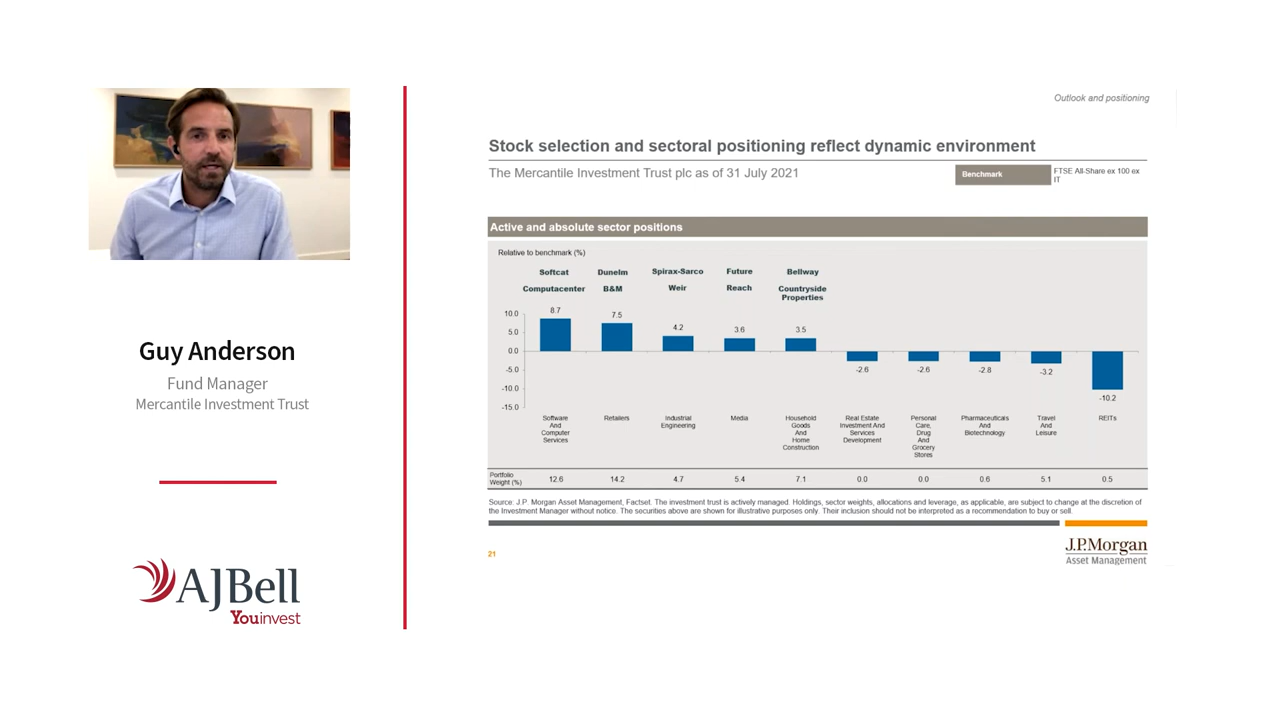 Outlook and positioning
Stock selection and sectoral positioning reflect dynamic environment
The Mercantile Investment Trust plc as of 31 July 2021
Benchmark
FTSE All-Share ex 100 ex
IT
Active and absolute sector positions
Relative to benchmark (%)
Softcat
Computacenter
Dunelm
B&M
Spirax-Sarco
Weir
Future
Reach
Bellway
Countryside
Properties
10.0
5.0
0.0
-5.0
-10.0
-15.0
8.7
7.5
4.2
3.6
3.5
-2.6
-2.6
-2.8
-3.2
-10.2
Software
And
Computer
Services
Retailers
Industrial
Engineering
Media
Household
Goods
And
Home
Construction
Real Estate
Investment And
Services
Development
Personal
Care,
Drug
And
Grocery
Stores
Pharmaceuticals
And
Biotechnology
Travel
And
Leisure
REITs
Portfolio
Weight (%)
12.6
14.2
4.7
5.4
7.1
0.0
0.0
0.6
5.1
0.5
Source: J.P. Morgan Asset Management, Factset. The investment trust is actively managed. Holdings, sector weights, allocations and leverage, as applicable, are subject to change at the discretion of
the Investment Manager without notice. The securities above are shown for illustrative purposes only. Their inclusion should not be interpreted as a recommendation to buy or sell.
21
J.P.Morgan
Asset Management
Guy Anderson
Fund Manager
Mercantile Investment Trust
AJBell
Youinvest